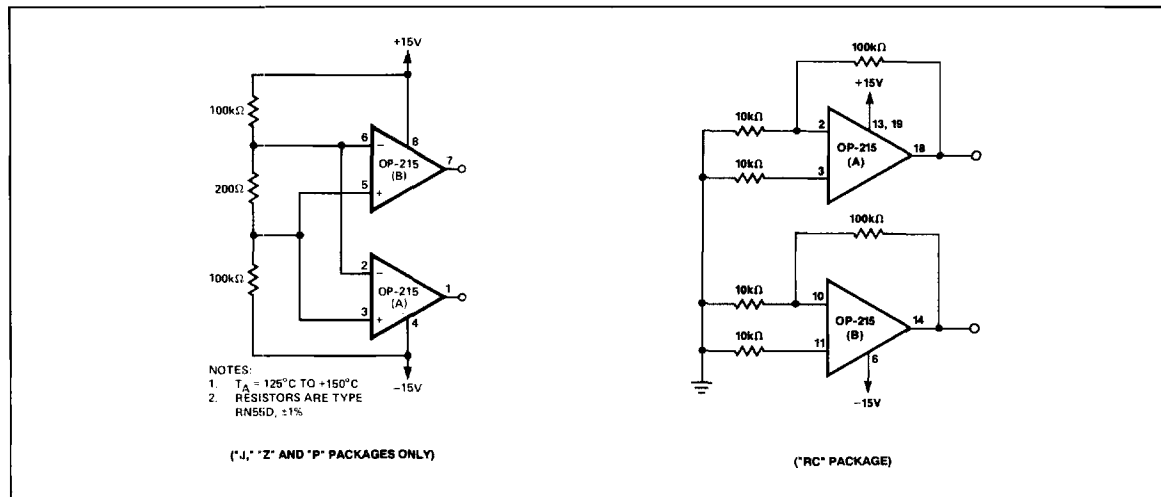 +15V
100kΩ
6
−
8
OP-215
(B)
7
5
+
200Ω
2
−
OP-215
(A)
1
3
+
4
100kΩ
−15V
NOTES:
1. T_A = 125°C TO +150°C
2. RESISTORS ARE TYPE
RN55D, ±1%
("J," "Z" AND "P" PACKAGES ONLY)
100kΩ
+15V
10kΩ
2
13, 19
OP-215
(A)
18
10kΩ
3
100kΩ
10kΩ
10
OP-215
(B)
14
10kΩ
11
6
−15V
("RC" PACKAGE)